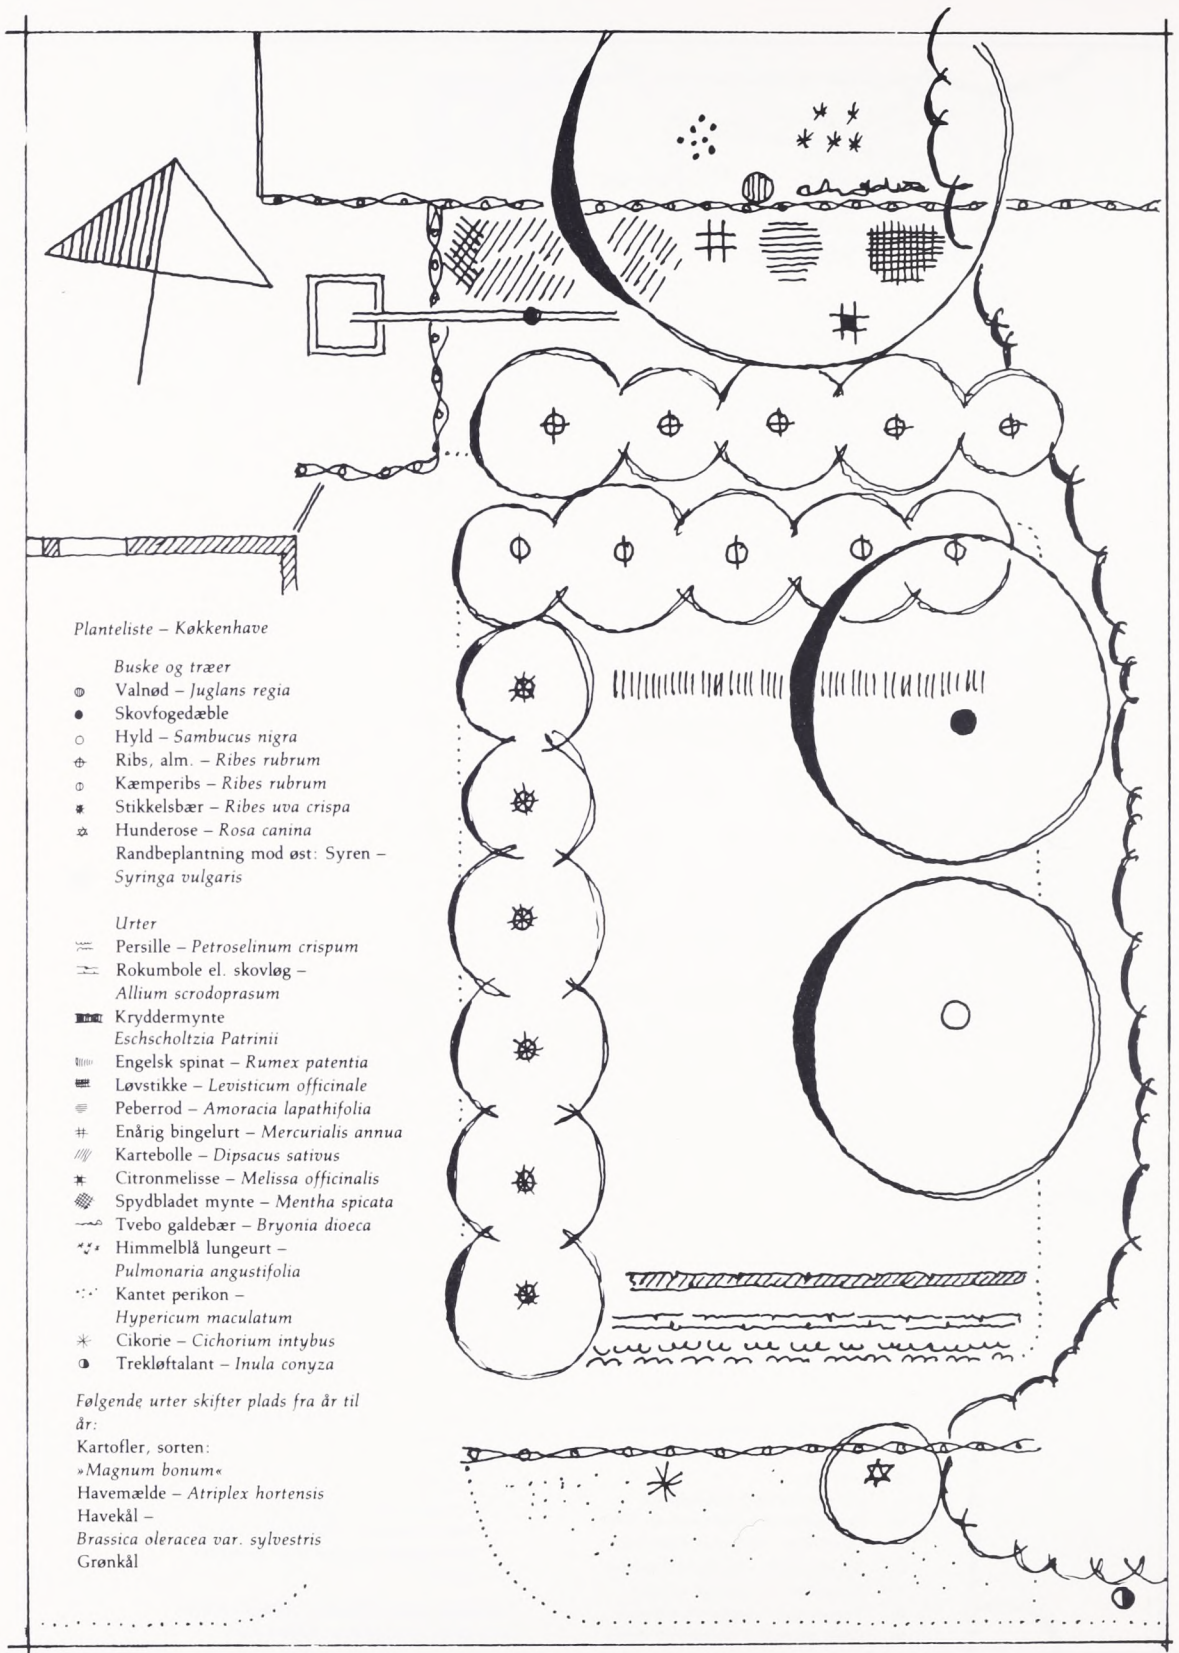 Planteliste – Køkkenhave
Buske og træer
Valnød – Juglans regia
Skovfogedæble
Hyld – Sambucus nigra
Ribs, alm. – Ribes rubrum
Kæmperibs – Ribes rubrum
Stikkelsbær – Ribes uva crispa
Hunderose – Rosa canina
Randbeplantning mod øst: Syren –
Syringa vulgaris
Urter
Persille – Petroselinum crispum
Rokumbole el. skovløg –
Allium scrodoprasum
Kryddermynte
Eschscholtzia Patrinii
Engelsk spinat – Rumex patentia
Løvstikke – Levisticum officinale
Peberrod – Amoracia lapathifolia
Enårig bingelurt – Mercurialis annua
Kartebolle – Dipsacus sativus
Citronmelisse – Melissa officinalis
Spydbladet mynte – Mentha spicata
Tvebo galdebær – Bryonia dioeca
Himmelblå lungeurt –
Pulmonaria angustifolia
Kantet perikon –
Hypericum maculatum
Cikorie – Cichorium intybus
Trekløftalant – Inula conyza
Følgende urter skifter plads fra år til
år:
Kartofler, sorten:
»Magnum bonum«
Havemælde – Atriplex hortensis
Havekål –
Brassica oleracea var. sylvestris
Grønkål